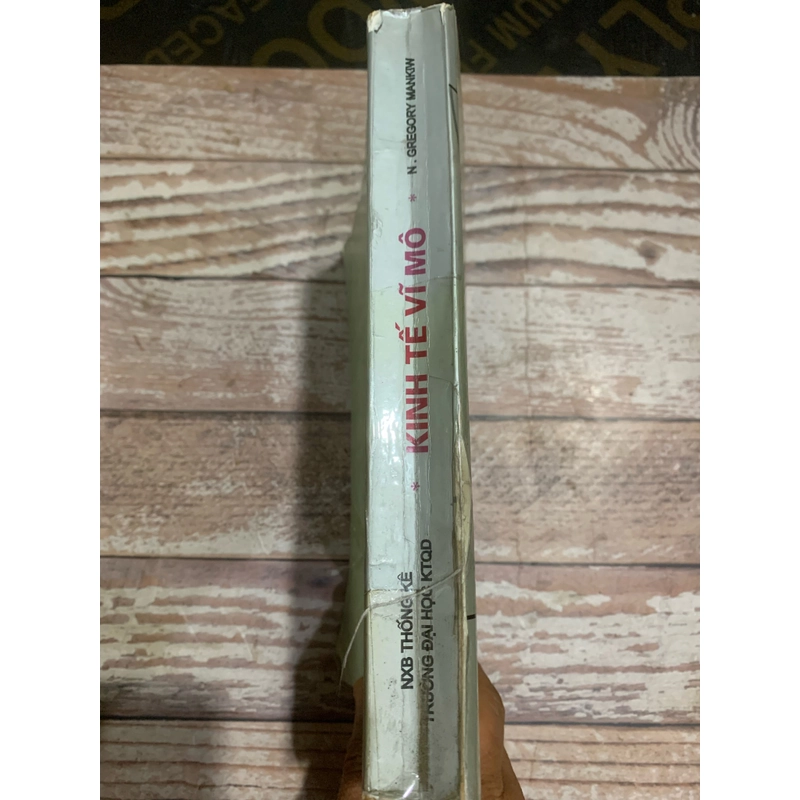 NXB THỐNG KÊ
TRƯỜNG ĐẠI HỌC KTQD
* KINH TẾ VĨ MÔ *
N. GREGORY MANKIW